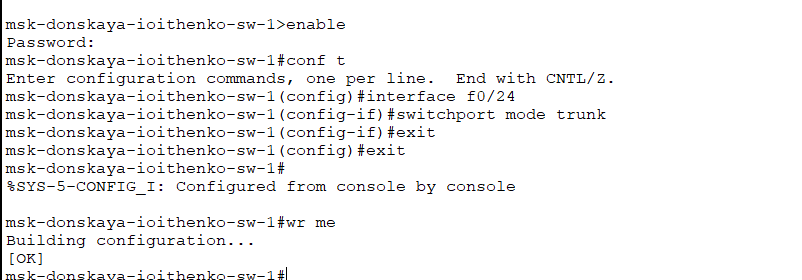 msk-donskaya-ioithenko-sw-1>enable
Password:
msk-donskaya-ioithenko-sw-1#conf t
Enter configuration commands, one per line.  End with CNTL/Z.
msk-donskaya-ioithenko-sw-1(config)#interface f0/24
msk-donskaya-ioithenko-sw-1(config-if)#switchport mode trunk
msk-donskaya-ioithenko-sw-1(config-if)#exit
msk-donskaya-ioithenko-sw-1(config)#exit
msk-donskaya-ioithenko-sw-1#
%SYS-5-CONFIG_I: Configured from console by console
msk-donskaya-ioithenko-sw-1#wr me
Building configuration...
[OK]
msk-donskaya-ioithenko-sw-1#